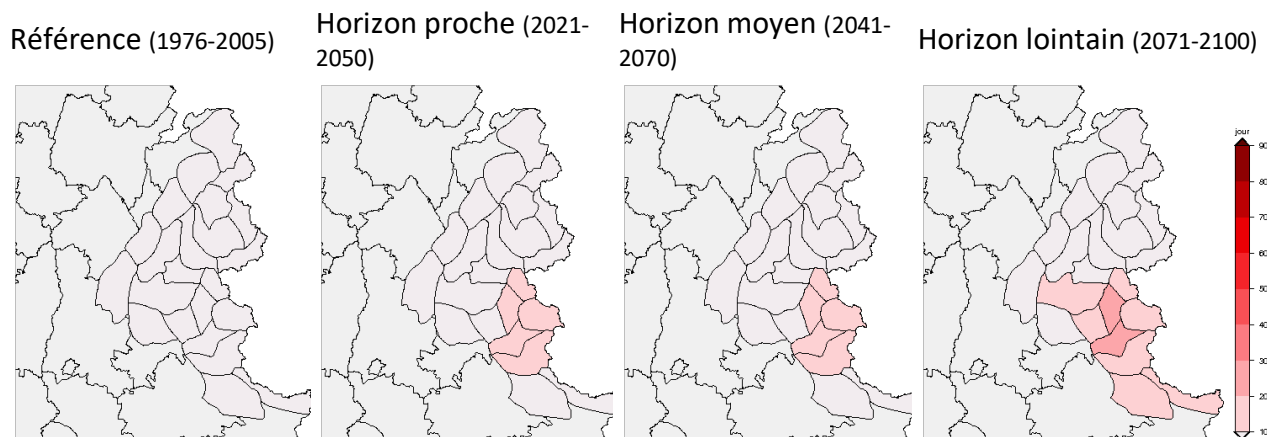 Référence (1976-2005)
Horizon proche (2021-
2050)
Horizon moyen (2041-
2070)
Horizon lointain (2071-2100)
jour
90
80
70
60
50
40
30
20
10